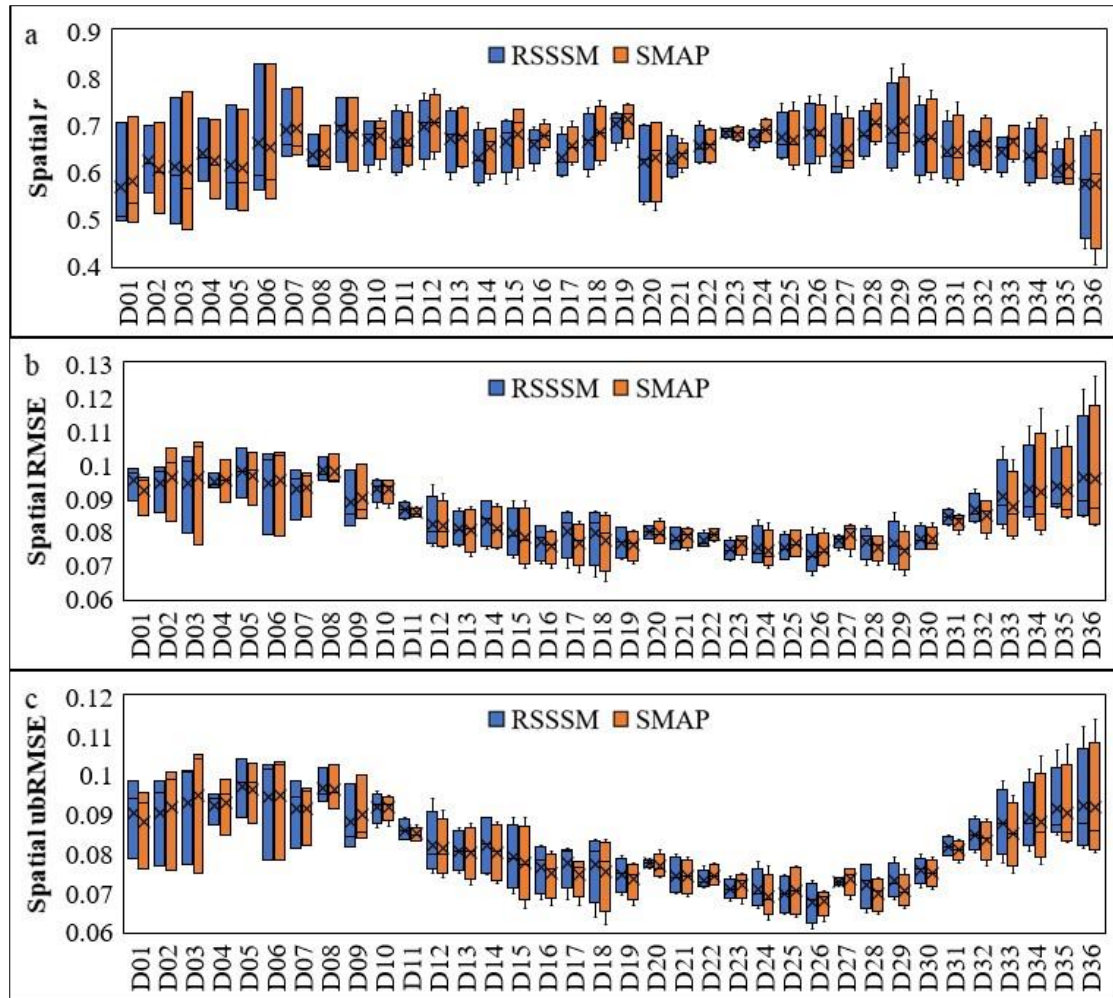 a
Spatial r
0.9
0.8
0.7
0.6
0.5
0.4
RSSSM SMAP
D01 D02 D03 D04 D05 D06 D07 D08 D09 D10 D11 D12 D13 D14 D15 D16 D17 D18 D19 D20 D21 D22 D23 D24 D25 D26 D27 D28 D29 D30 D31 D32 D33 D34 D35 D36
b
Spatial RMSE
0.13
0.12
0.11
0.1
0.09
0.08
0.07
0.06
RSSSM SMAP
D01 D02 D03 D04 D05 D06 D07 D08 D09 D10 D11 D12 D13 D14 D15 D16 D17 D18 D19 D20 D21 D22 D23 D24 D25 D26 D27 D28 D29 D30 D31 D32 D33 D34 D35 D36
c
Spatial ubRMSE
0.12
0.11
0.1
0.09
0.08
0.07
0.06
RSSSM SMAP
D01 D02 D03 D04 D05 D06 D07 D08 D09 D10 D11 D12 D13 D14 D15 D16 D17 D18 D19 D20 D21 D22 D23 D24 D25 D26 D27 D28 D29 D30 D31 D32 D33 D34 D35 D36